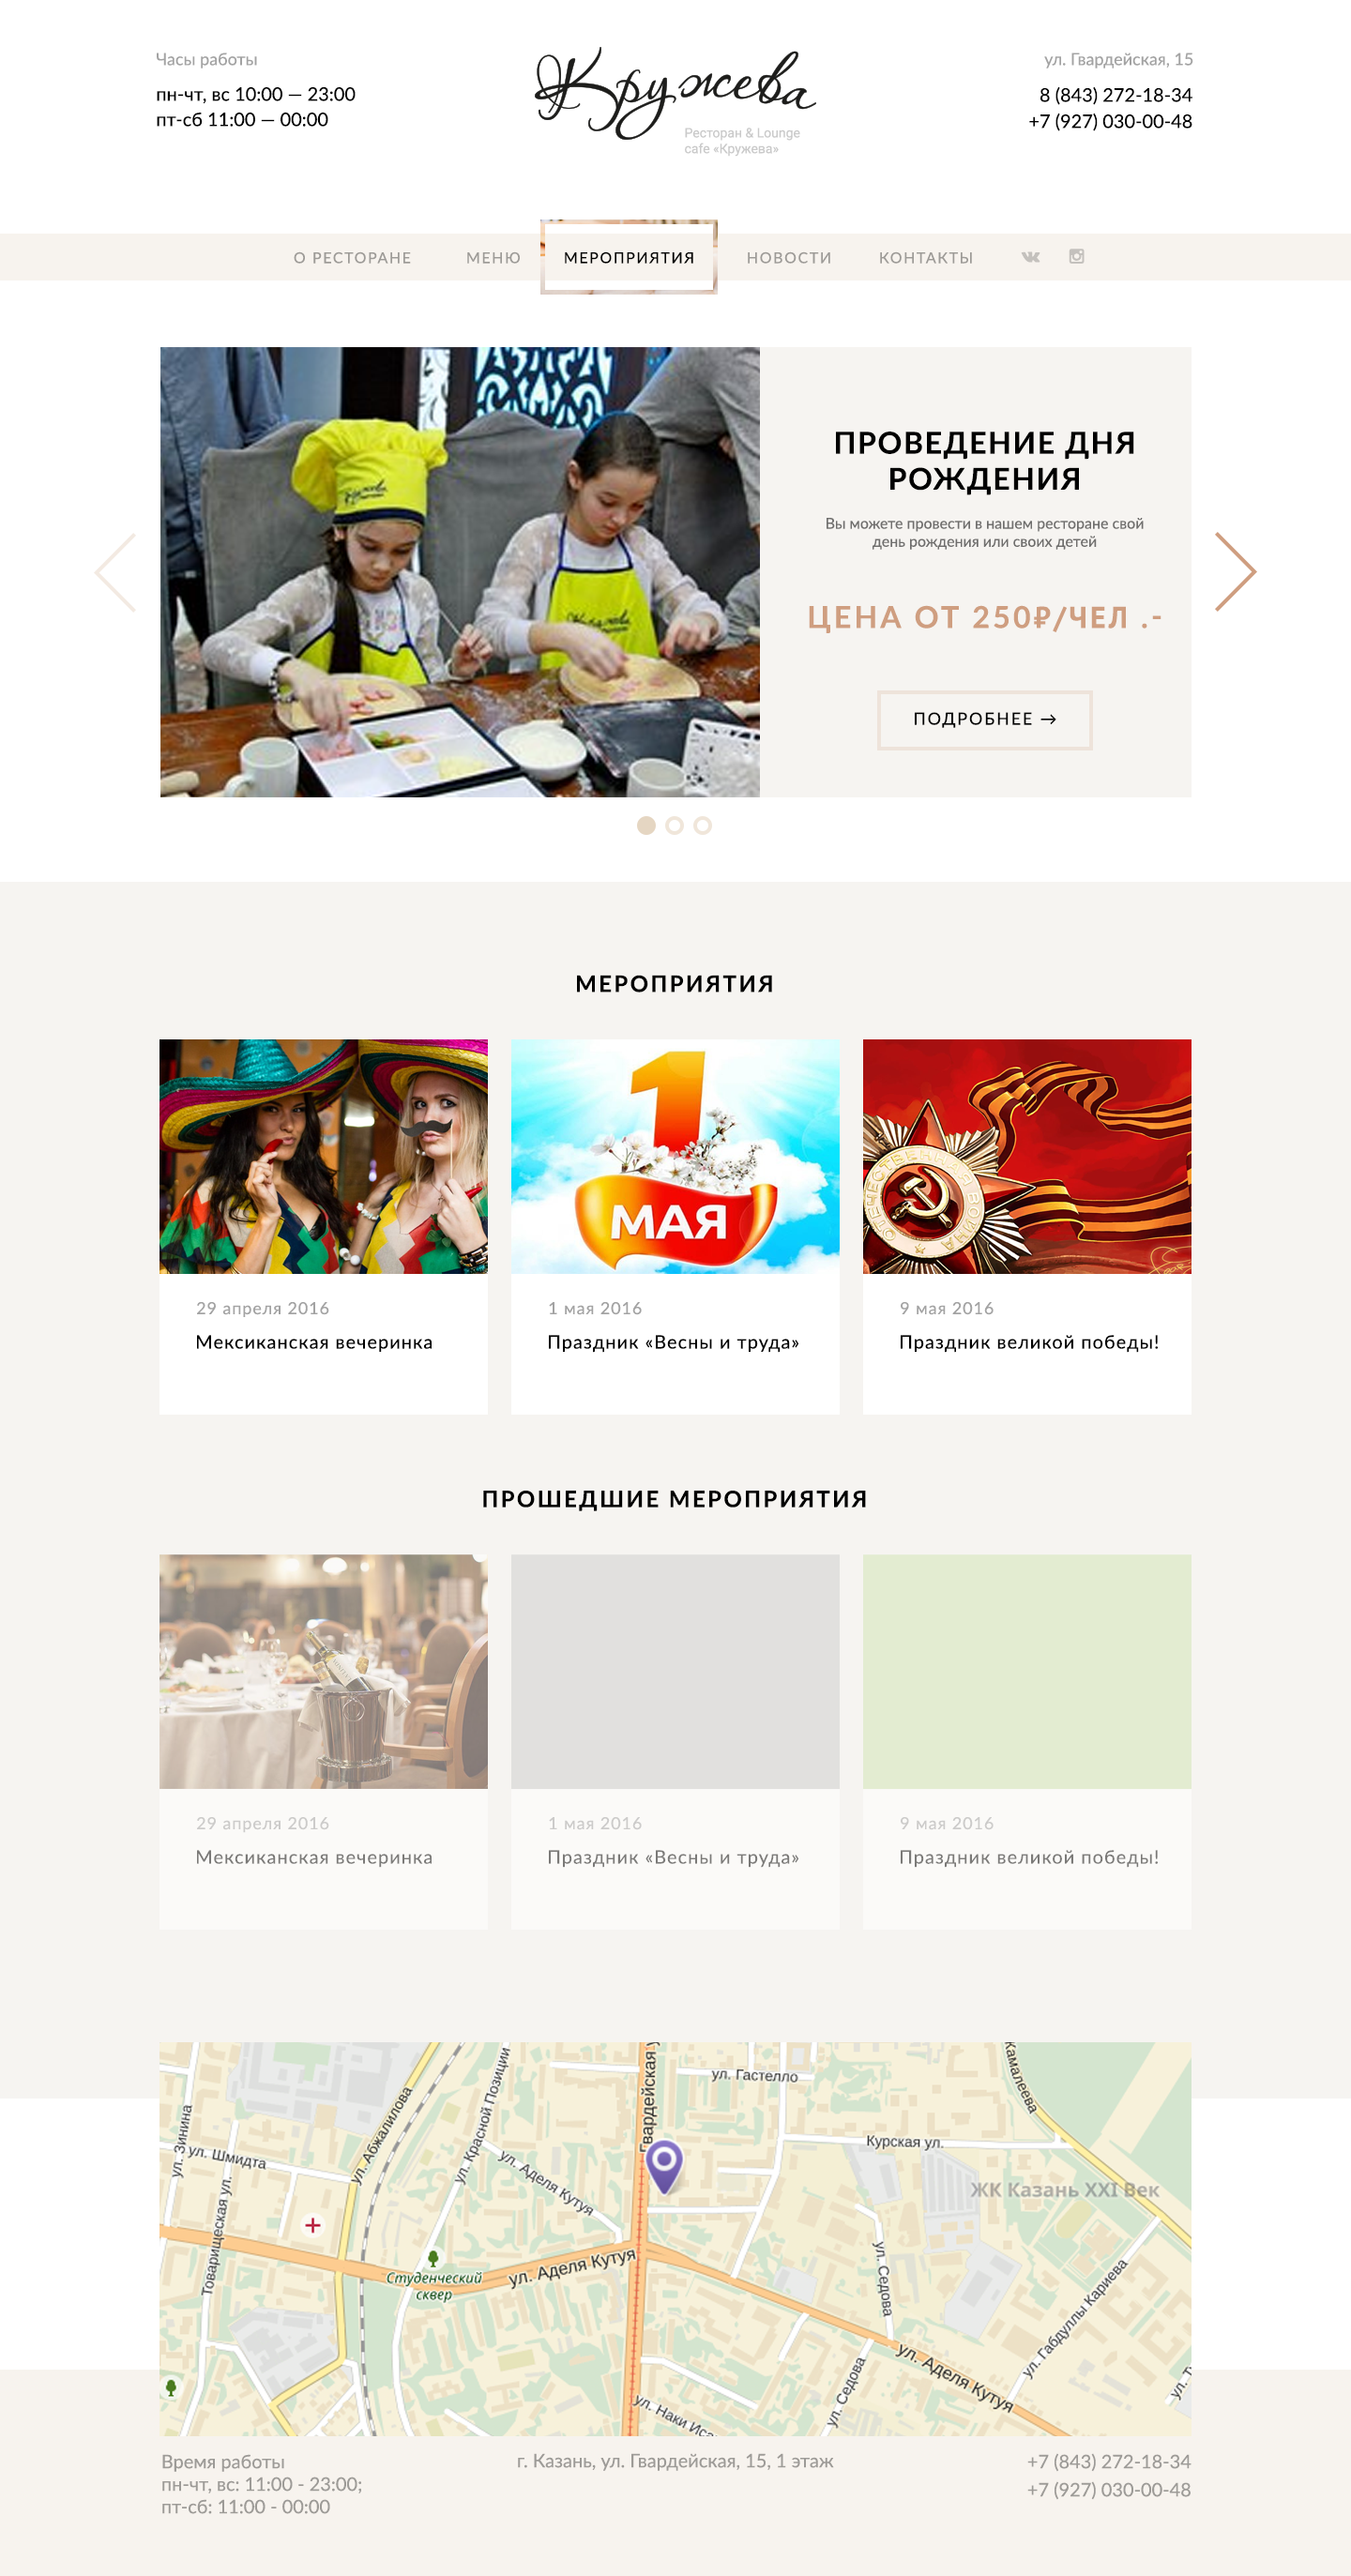 Часы работы
пн-чт, вс 10:00 — 23:00
пт-сб 11:00 — 00:00
Кружева
Ресторан & Lounge
cafe «Кружева»
ул. Гвардейская, 15
8 (843) 272-18-34
+7 (927) 030-00-48
О РЕСТОРАНЕ МЕНЮ МЕРОПРИЯТИЯ НОВОСТИ КОНТАКТЫ
ПРОВЕДЕНИЕ ДНЯ
РОЖДЕНИЯ
Вы можете провести в нашем ресторане свой
день рождения или своих детей
ЦЕНА ОТ 250₽/ЧЕЛ .-
ПОДРОБНЕЕ →
МЕРОПРИЯТИЯ
1
МАЯ
ОТЕЧЕСТВЕННАЯ ВОЙНА
29 апреля 2016
Мексиканская вечеринка
1 мая 2016
Праздник «Весны и труда»
9 мая 2016
Праздник великой победы!
ПРОШЕДШИЕ МЕРОПРИЯТИЯ
29 апреля 2016
Мексиканская вечеринка
1 мая 2016
Праздник «Весны и труда»
9 мая 2016
Праздник великой победы!
ул. Зинина
ул. Шмидта
ул. Абжалилова
ул. Красной Позиции
ул. Аделя Кутуя
Гвардейская у
ул. Гастелло
Камалеева
Курская ул.
ЖК Казань XXI Век
Товарищеская ул.
Студенческий
сквер
ул. Аделя Кутуя
ул. Седова
ул. Габдуллы Кариева
ул. Аделя Кутуя
ул. Седова
ул. Наки Иса
ул. Т
Время работы
пн-чт, вс: 11:00 - 23:00;
пт-сб: 11:00 - 00:00
г. Казань, ул. Гвардейская, 15, 1 этаж
+7 (843) 272-18-34
+7 (927) 030-00-48